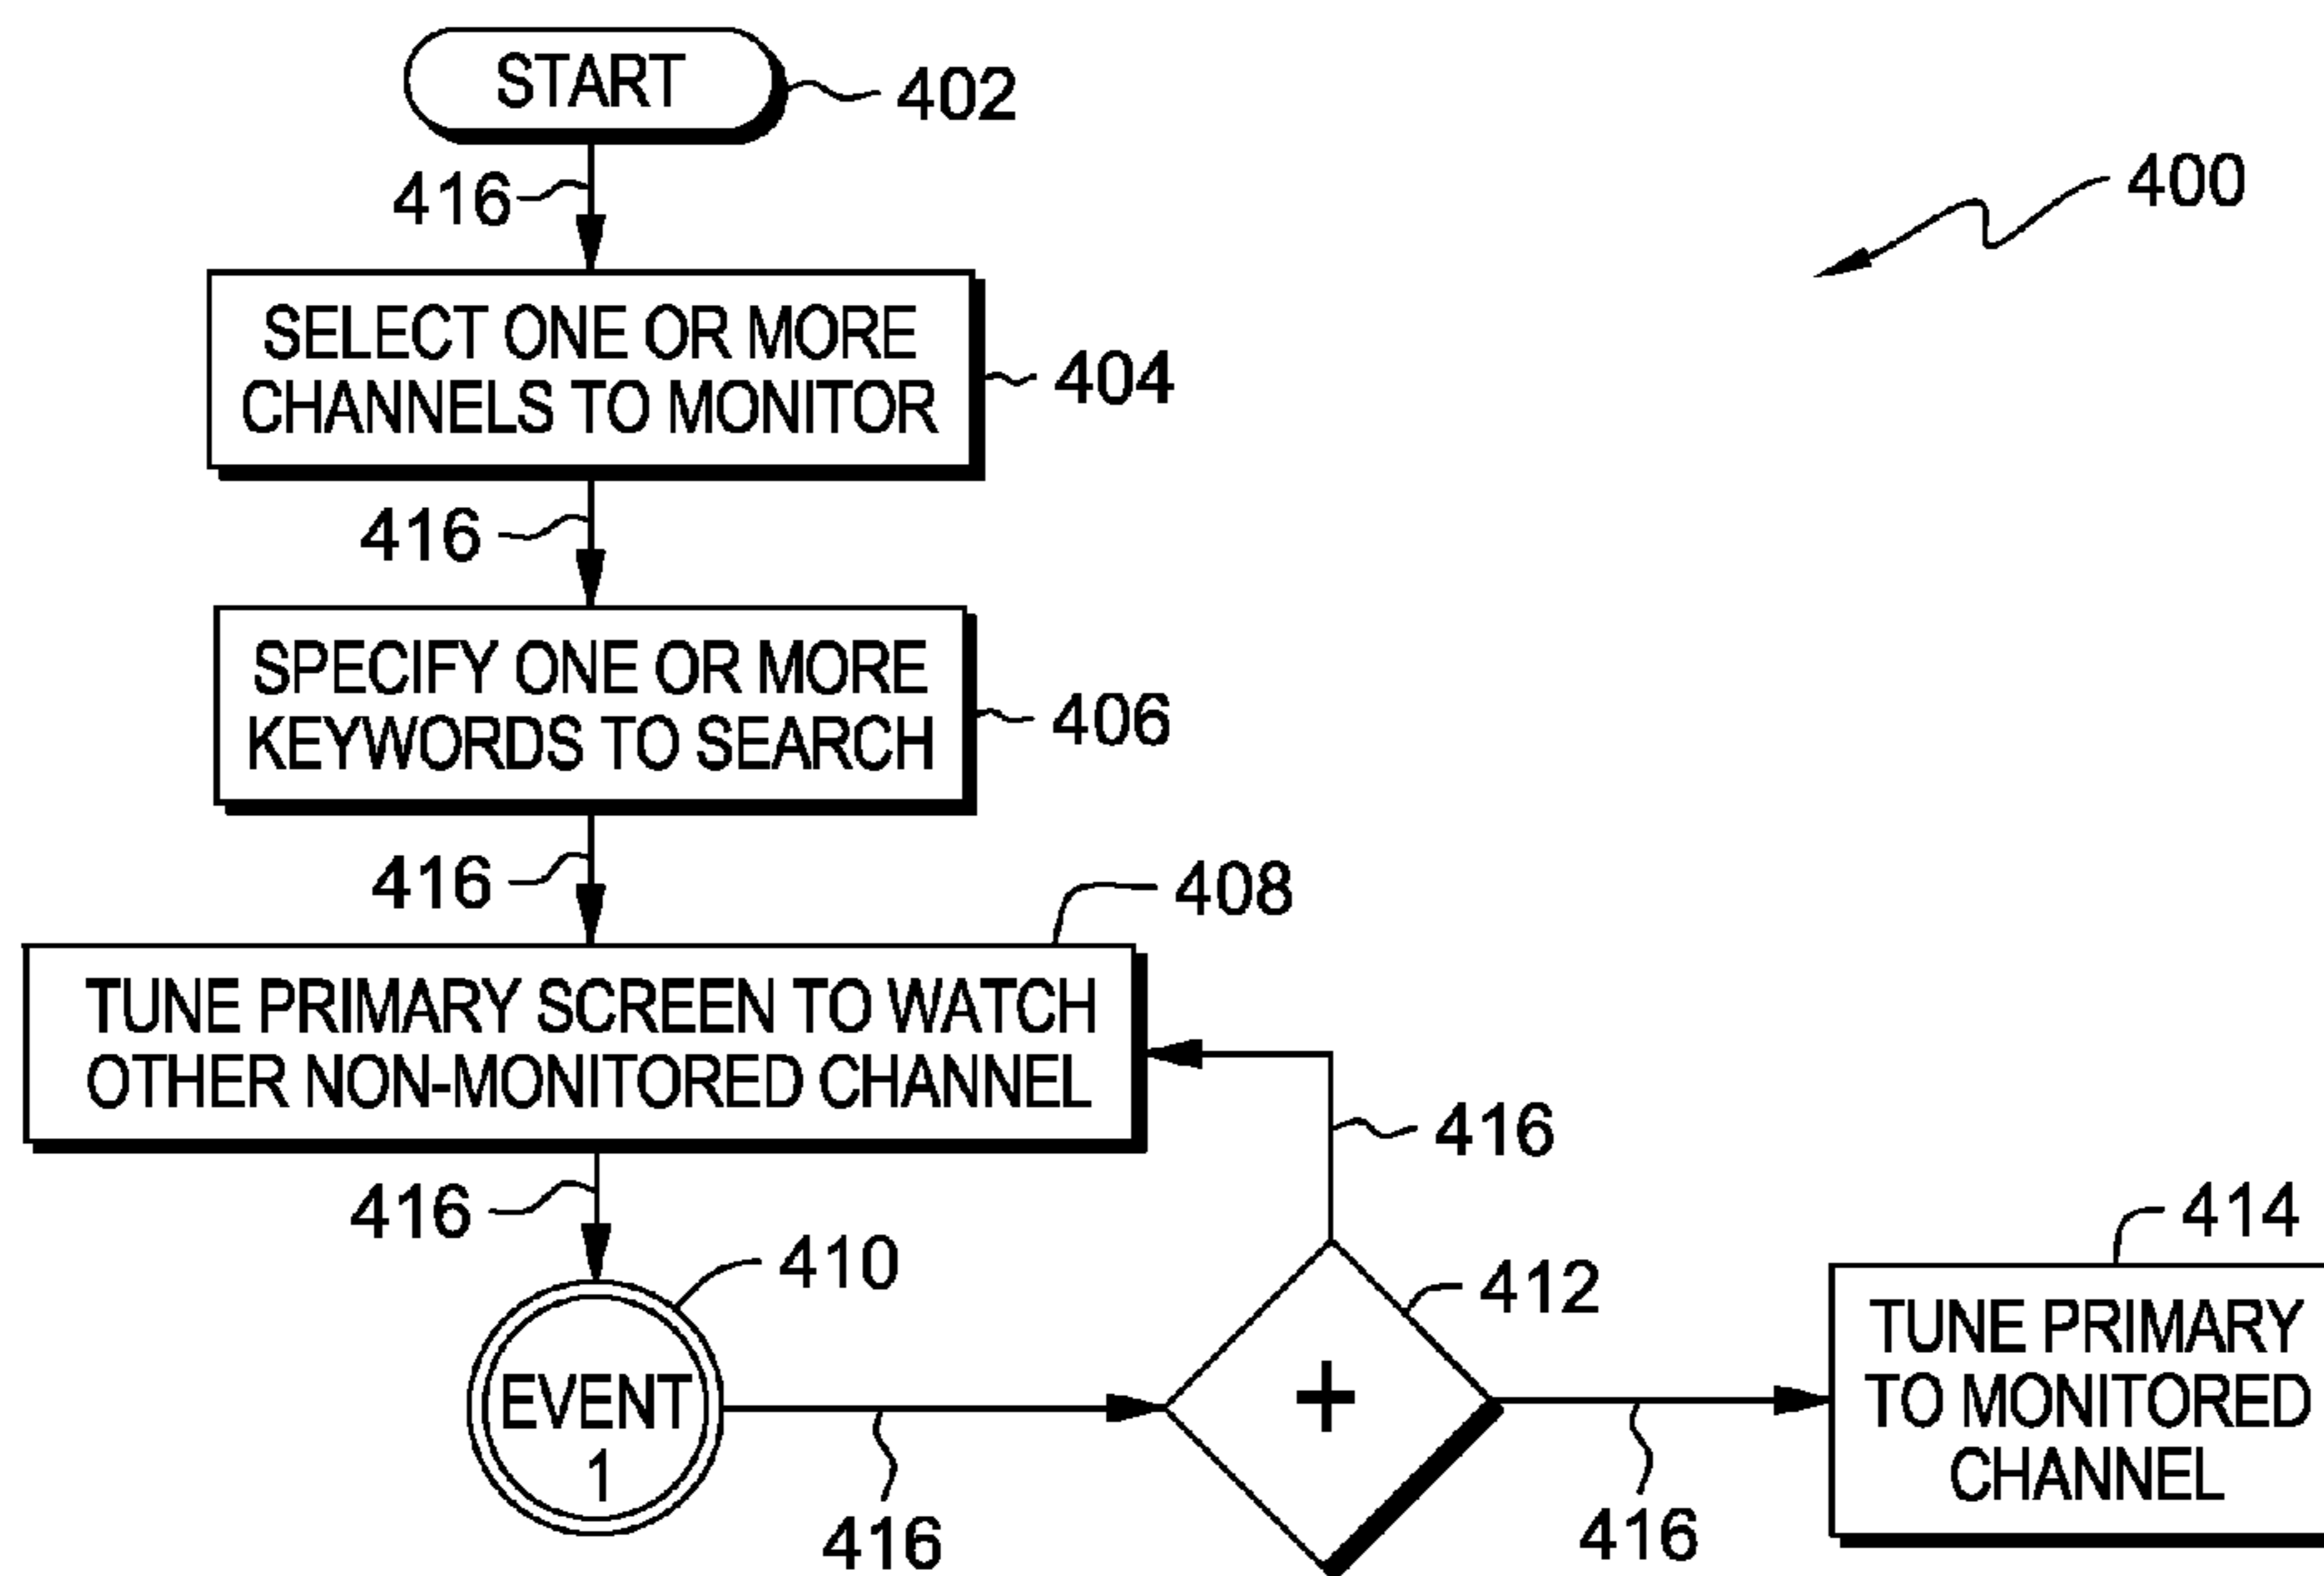 START
402
416
400
SELECT ONE OR MORE
CHANNELS TO MONITOR
404
416
SPECIFY ONE OR MORE
KEYWORDS TO SEARCH
406
416
408
TUNE PRIMARY SCREEN TO WATCH
OTHER NON-MONITORED CHANNEL
416
416
410
EVENT
1
416
+
412
416
414
TUNE PRIMARY
TO MONITORED
CHANNEL